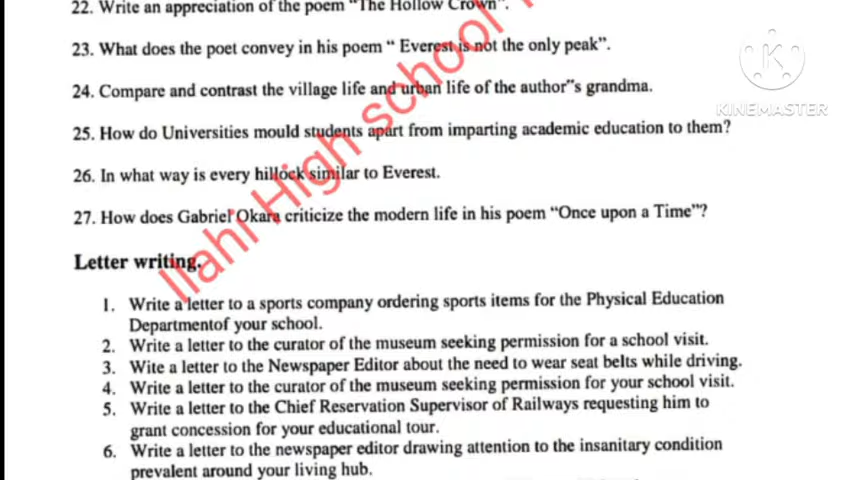 22. Write an appreciation of the poem "The Hollow Crown".
23. What does the poet convey in his poem " Everest is not the only peak".
24. Compare and contrast the village life and urban life of the author"s grandma.
25. How do Universities mould students apart from imparting academic education to them?
26. In what way is every hillock similar to Everest.
27. How does Gabriel Okara criticize the modern life in his poem "Once upon a Time"?
Letter writing.
1. Write a letter to a sports company ordering sports items for the Physical Education
Departmentof your school.
2. Write a letter to the curator of the museum seeking permission for a school visit.
3. Wite a letter to the Newspaper Editor about the need to wear seat belts while driving.
4. Write a letter to the curator of the museum seeking permission for your school visit.
5. Write a letter to the Chief Reservation Supervisor of Railways requesting him to
grant concession for your educational tour.
6. Write a letter to the newspaper editor drawing attention to the insanitary condition
prevalent around your living hub.
Ilahi High school
K
KINEMASTER